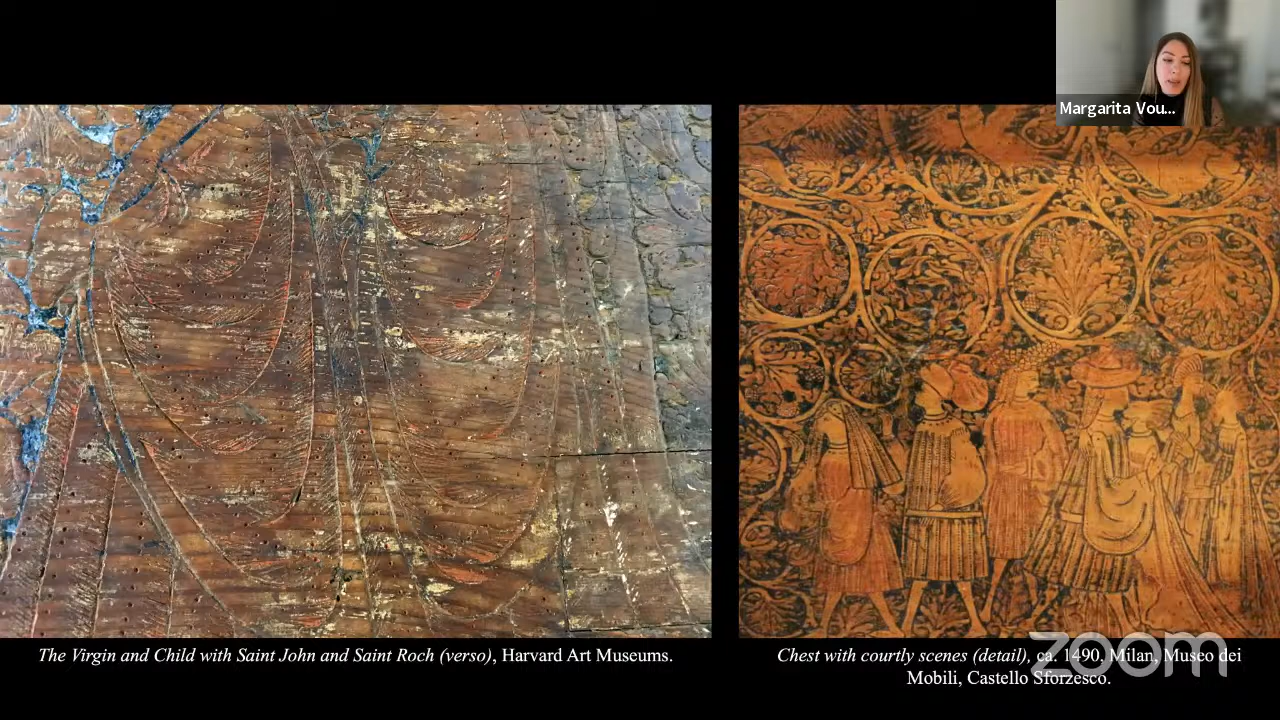 Margarita Vou...
The Virgin and Child with Saint John and Saint Roch (verso), Harvard Art Museums.
Chest with courtly scenes (detail), ca. 1490. Milan, Museo dei
Mobili, Castello Sforzesco.
zoom